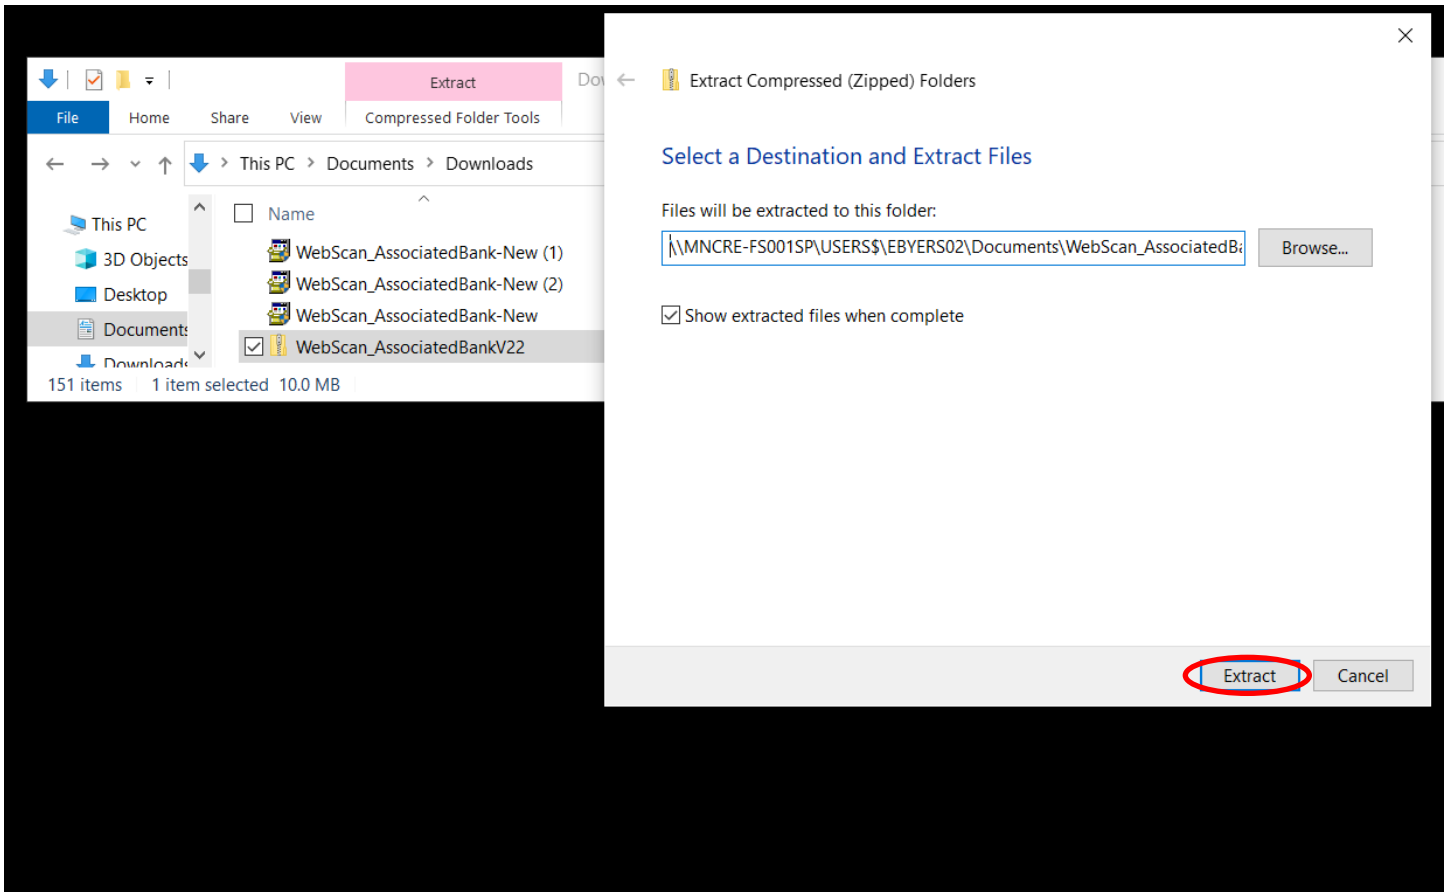 Extract
File
Home
Share
View
Compressed Folder Tools
This PC > Documents > Downloads
This PC
3D Objects
Desktop
Documents
Downloads
Name
WebScan_AssociatedBank-New (1)
WebScan_AssociatedBank-New (2)
WebScan_AssociatedBank-New
WebScan_AssociatedBankV22
151 items
1 item selected 10.0 MB
Extract Compressed (Zipped) Folders
Select a Destination and Extract Files
Files will be extracted to this folder:
\\MNCRE-FS001SP\USERS$\EBYERS02\Documents\WebScan_AssociatedBa
Browse...
Show extracted files when complete
Extract
Cancel